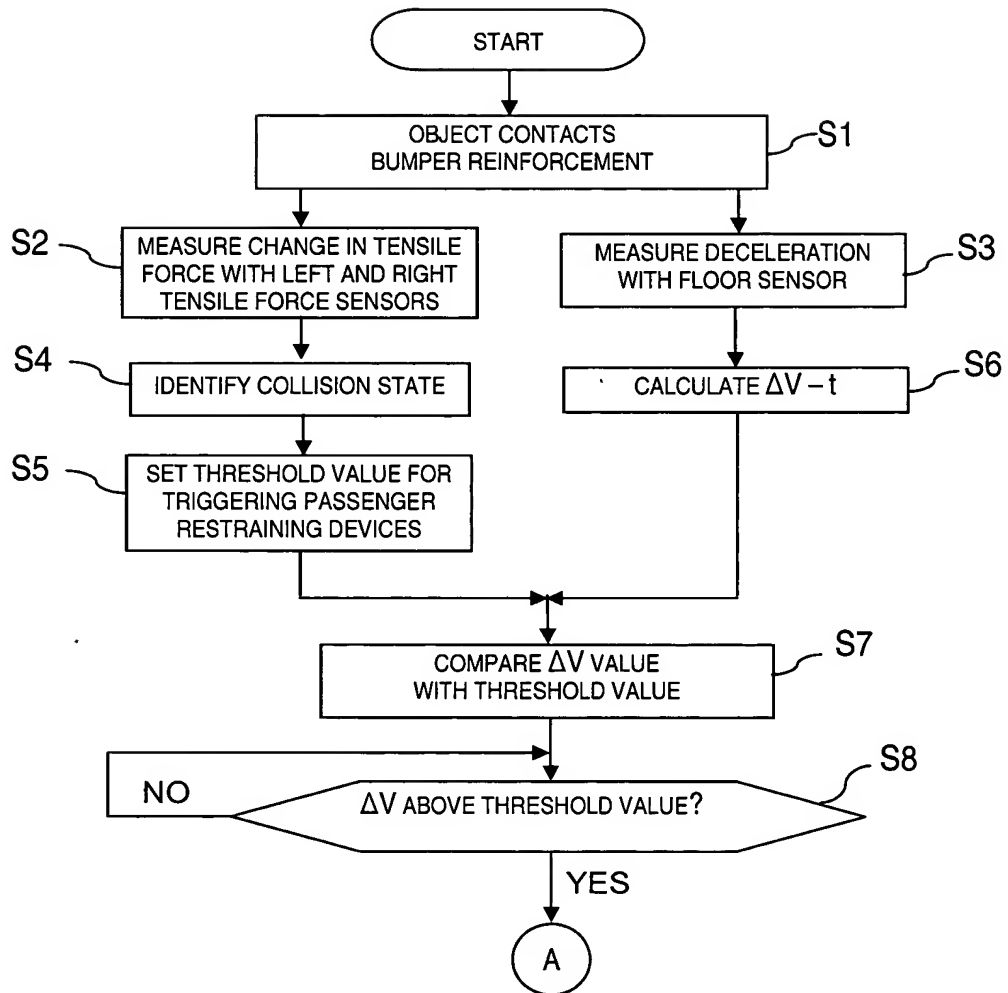 START
OBJECT CONTACTS
BUMPER REINFORCEMENT
S1
S2
MEASURE CHANGE IN TENSILE
FORCE WITH LEFT AND RIGHT
TENSILE FORCE SENSORS
MEASURE DECELERATION
WITH FLOOR SENSOR
S3
S4
IDENTIFY COLLISION STATE
CALCULATE ΔV – t
S6
S5
SET THRESHOLD VALUE FOR
TRIGGERING PASSENGER
RESTRAINING DEVICES
COMPARE ΔV VALUE
WITH THRESHOLD VALUE
S7
NO
ΔV ABOVE THRESHOLD VALUE?
S8
YES
A